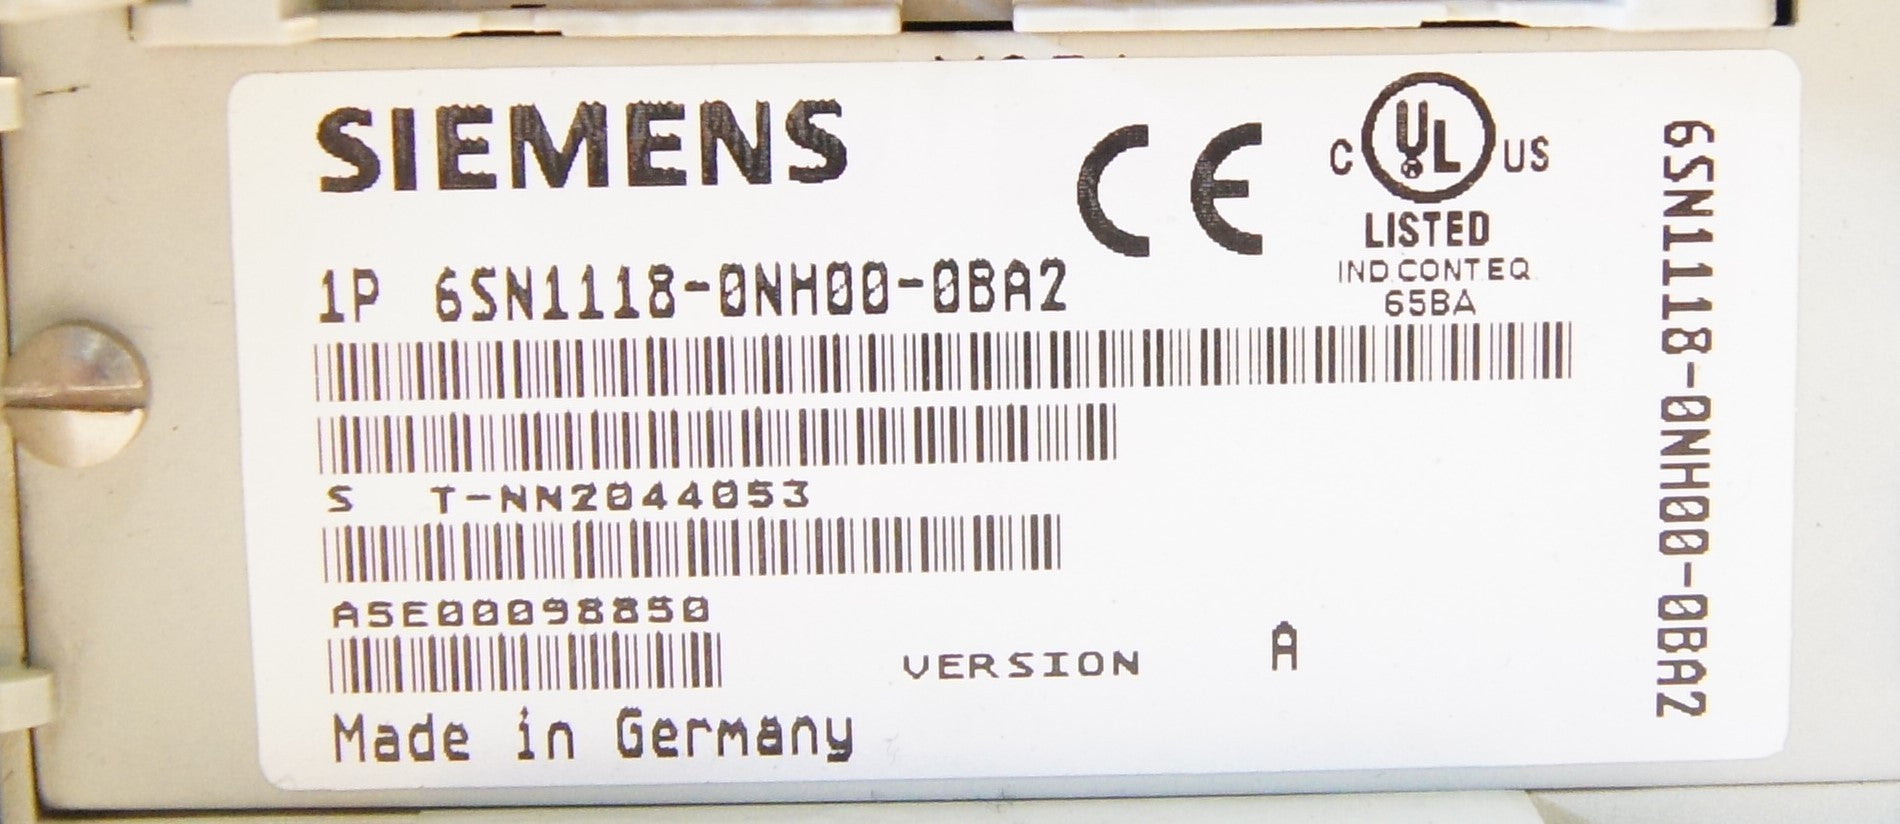 SIEMENS
CE
C UL US
LISTED
IND.CONT.EQ.
65BA
1P 6SN1118-0NH00-0BA2
S T-NN2044053
A5E00098850
VERSION A
Made in Germany
6SN1118-0NH00-0BA2